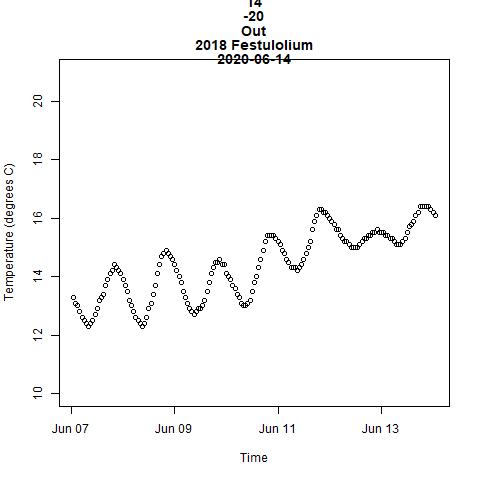 14
-20
Out
2018 Festulolium
2020-06-14
Temperature (degrees C)
20
18
16
14
12
10
Jun 07
Jun 09
Jun 11
Jun 13
Time